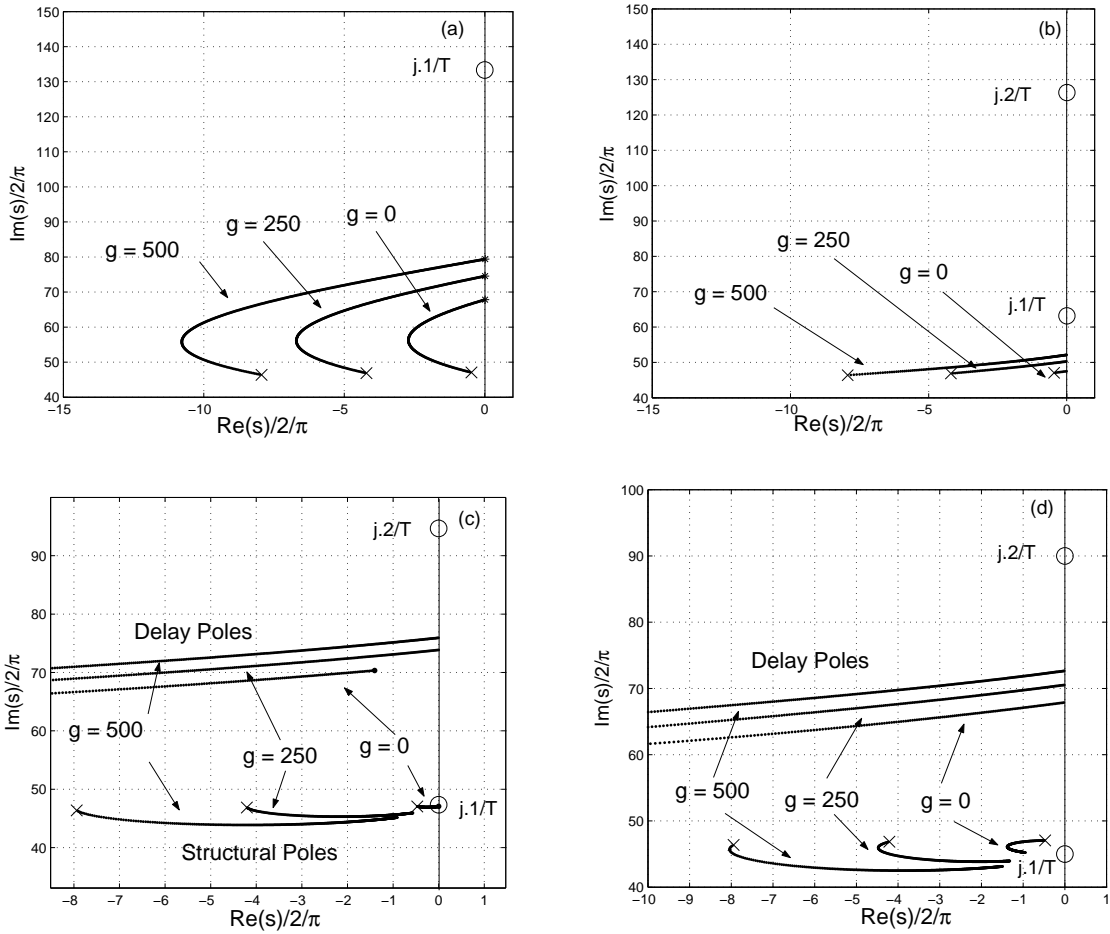 (a)
j.1/T
g = 0
g = 250
g = 500
150
140
130
120
110
100
90
80
70
60
50
40
−15
−10
−5
0
Im(s)/2/π
Re(s)/2/π
(b)
j.2/T
j.1/T
g = 250
g = 0
g = 500
150
140
130
120
110
100
90
80
70
60
50
40
−15
−10
−5
0
Im(s)/2/π
Re(s)/2/π
(c)
j.2/T
Delay Poles
g = 500
g = 250
g = 0
j.1/T
Structural Poles
90
80
70
60
50
40
−8
−7
−6
−5
−4
−3
−2
−1
0
1
Im(s)/2/π
Re(s)/2/π
(d)
j.2/T
Delay Poles
g = 500
g = 250
g = 0
j.1/T
100
90
80
70
60
50
40
−10
−9
−8
−7
−6
−5
−4
−3
−2
−1
0
1
Im(s)/2/π
Re(s)/2/π